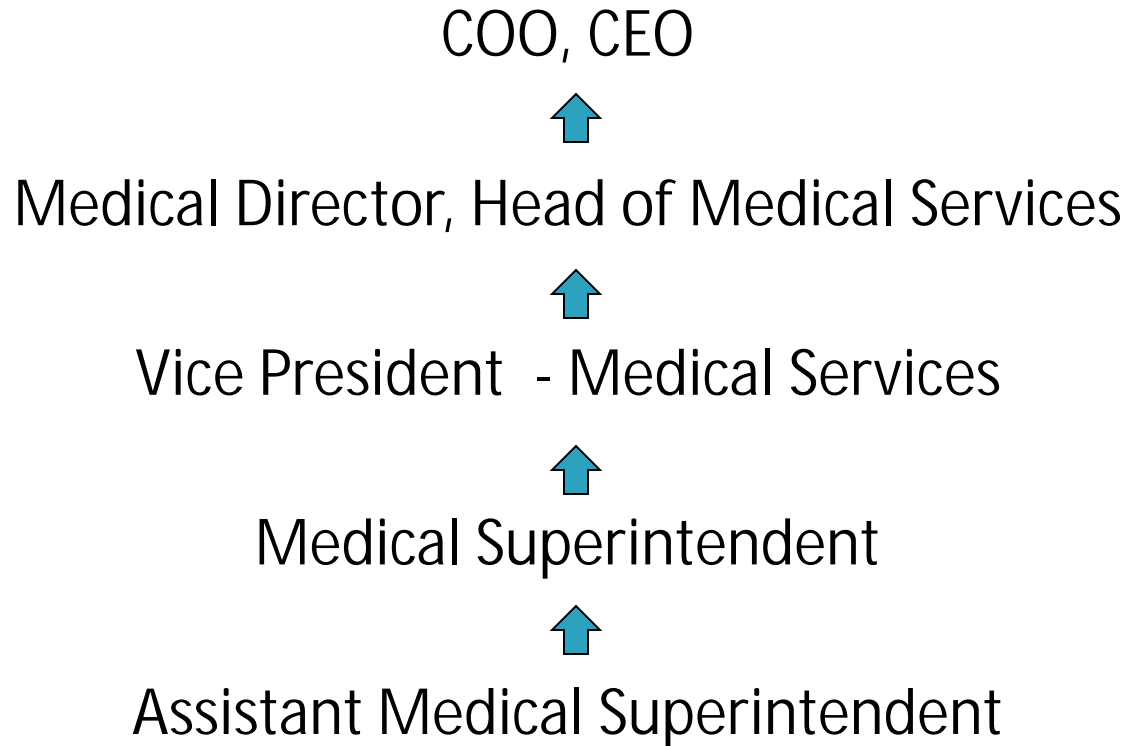 COO, CEO
Medical Director, Head of Medical Services
Vice President - Medical Services
Medical Superintendent
Assistant Medical Superintendent